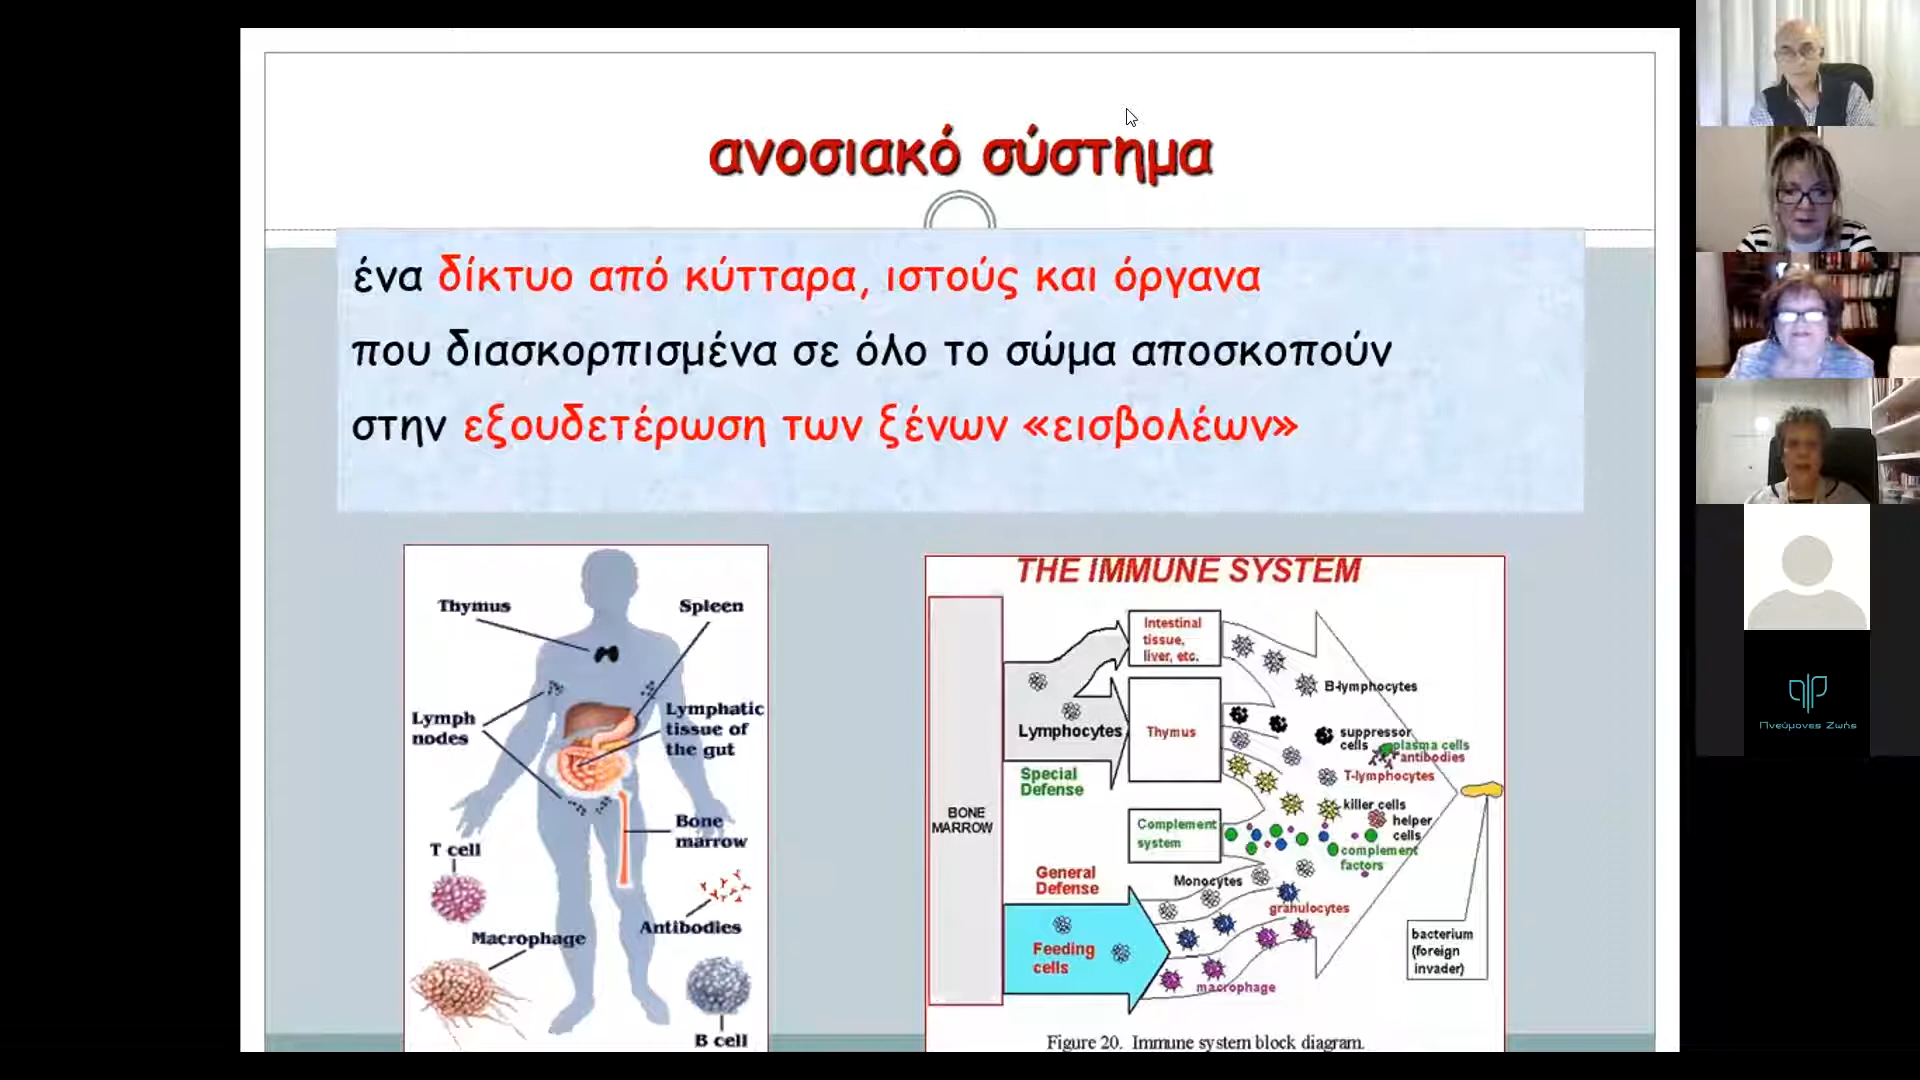 ανοσιακό σύστημα
ένα δίκτυο από κύτταρα, ιστούς και όργανα
που διασκορπισμένα σε όλο το σώμα αποσκοπούν
στην εξουδετέρωση των ξένων «εισβολέων»
Thymus
Spleen
Lymph
nodes
Lymphatic
tissue of
the gut
Bone
marrow
T cell
Antibodies
Macrophage
B cell
THE IMMUNE SYSTEM
BONE
MARROW
Intestinal
tissue,
liver, etc.
Lymphocytes
Thymus
Special
Defense
Complement
system
General
Defense
Feeding
cells
B-lymphocytes
suppressor
cells
plasma cells
antibodies
T-lymphocytes
killer cells
helper
cells
complement
factors
Monocytes
granulocytes
macrophage
bacterium
(foreign
invader)
Figure 20. Immune system block diagram.
Πνεύμονες Ζωής